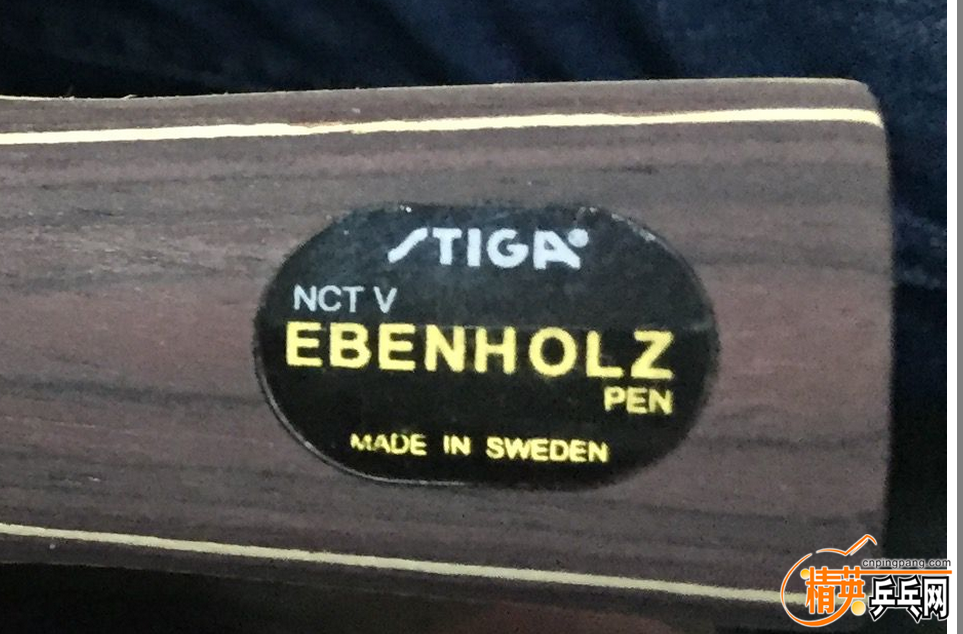 STIGA
NCT V
EBENHOLZ
PEN
MADE IN SWEDEN
cnpingpang.com
精英乒乓网